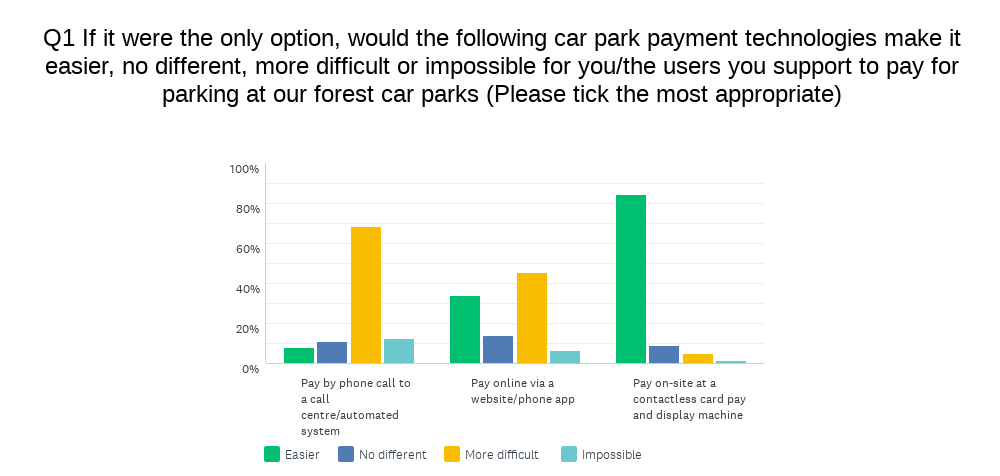 Q1 If it were the only option, would the following car park payment technologies make it
easier, no different, more difficult or impossible for you/the users you support to pay for
parking at our forest car parks (Please tick the most appropriate)
100%
80%
60%
40%
20%
0%
Pay by phone call to
a call
centre/automated
system
Pay online via a
website/phone app
Pay on-site at a
contactless card pay
and display machine
Easier
No different
More difficult
Impossible